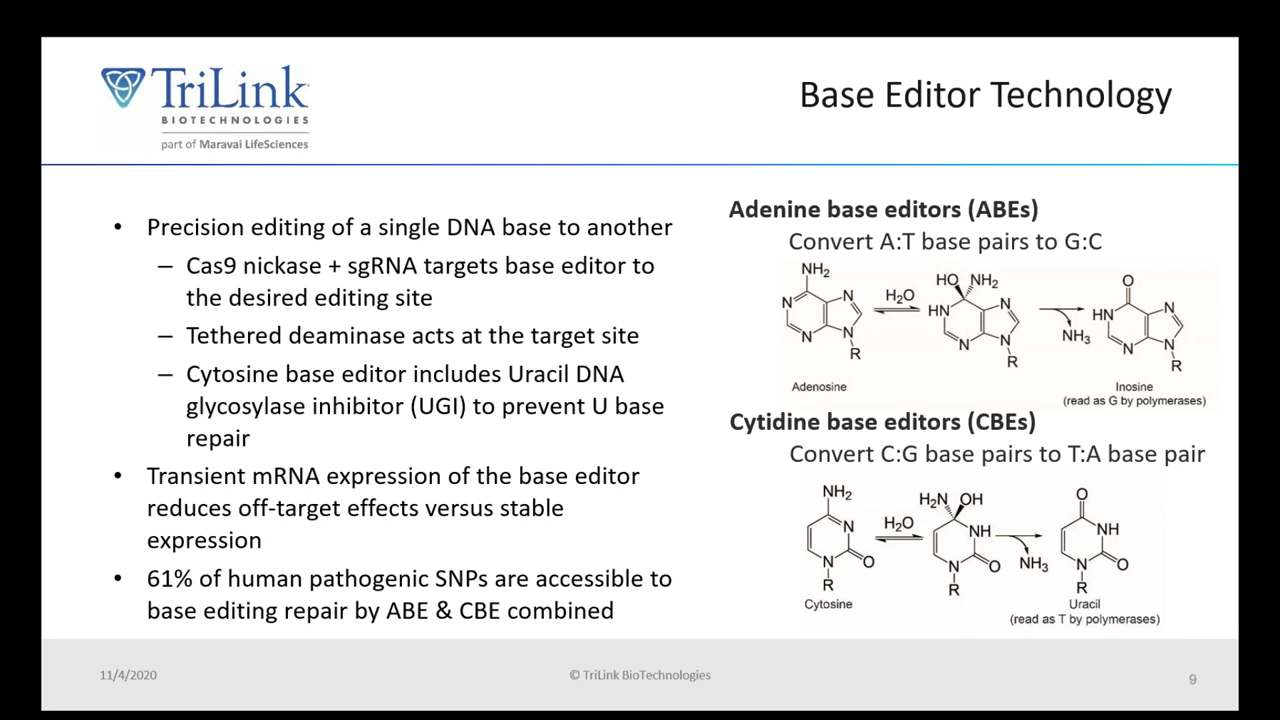 TriLink
BIOTECHNOLOGIES
part of Maravai LifeSciences
Base Editor Technology
• Precision editing of a single DNA base to another
– Cas9 nickase + sgRNA targets base editor to
the desired editing site
– Tethered deaminase acts at the target site
– Cytosine base editor includes Uracil DNA
glycosylase inhibitor (UGI) to prevent U base
repair
• Transient mRNA expression of the base editor
reduces off-target effects versus stable
expression
• 61% of human pathogenic SNPs are accessible to
base editing repair by ABE & CBE combined
Adenine base editors (ABEs)
Convert A:T base pairs to G:C
NH₂
N
N
N
N
R
H₂O
HO NH₂
HN
N
N
N
R
NH₃
O
HN
N
N
N
R
Adenosine
Inosine
(read as G by polymerases)
Cytidine base editors (CBEs)
Convert C:G base pairs to T:A base pair
NH₂
N
N
O
R
H₂O
H₂N OH
NH
N
O
R
NH₃
O
NH
N
O
R
Cytosine
Uracil
(read as T by polymerases)
11/4/2020
© TriLink BioTechnologies
9